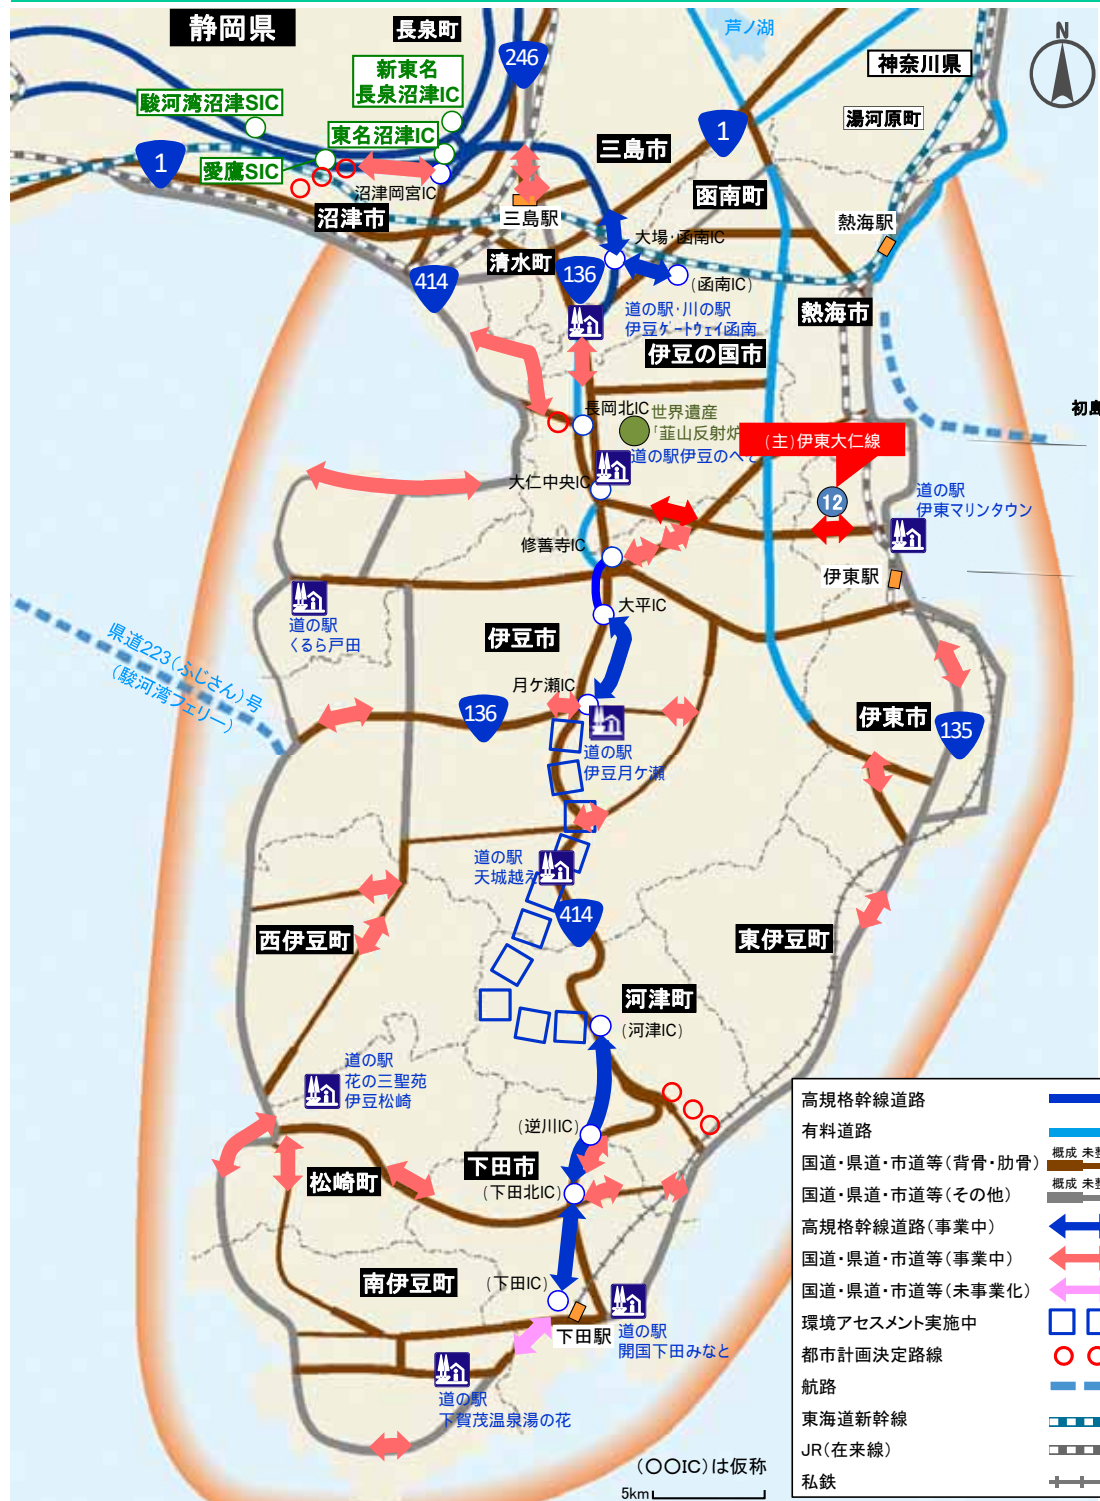 静岡県
長泉町
芦ノ湖
N
246
新東名
長泉沼津IC
神奈川県
駿河湾沼津SIC
東名沼津IC
湯河原町
1
三島市
1
愛鷹SIC
沼津岡宮IC
函南町
沼津市
三島駅
熱海駅
大場・函南IC
清水町
136
(函南IC)
414
道の駅・川の駅
伊豆ゲートウェイ函南
熱海市
伊豆の国市
長岡北IC
世界遺産
「韮山反射炉
(主)伊東大仁線
道の駅伊豆のへそ
大仁中央IC
12
道の駅
伊東マリンタウン
修善寺IC
伊東駅
大平IC
道の駅
くるら戸田
伊豆市
県道223(ふじさん)号
(駿河湾フェリー)
月ケ瀬IC
136
伊東市
135
道の駅
伊豆月ケ瀬
道の駅
天城越え
414
西伊豆町
東伊豆町
河津町
(河津IC)
道の駅
花の三聖苑
伊豆松崎
(逆川IC)
下田市
松崎町
(下田北IC)
南伊豆町
(下田IC)
下田駅
道の駅
開国下田みなと
道の駅
下賀茂温泉湯の花
(〇〇IC)は仮称
5km
高規格幹線道路
有料道路
国道・県道・市道等(背骨・肋骨)
概成 未整
国道・県道・市道等(その他)
概成 未整
高規格幹線道路(事業中)
国道・県道・市道等(事業中)
国道・県道・市道等(未事業化)
環境アセスメント実施中
都市計画決定路線
航路
東海道新幹線
JR(在来線)
私鉄